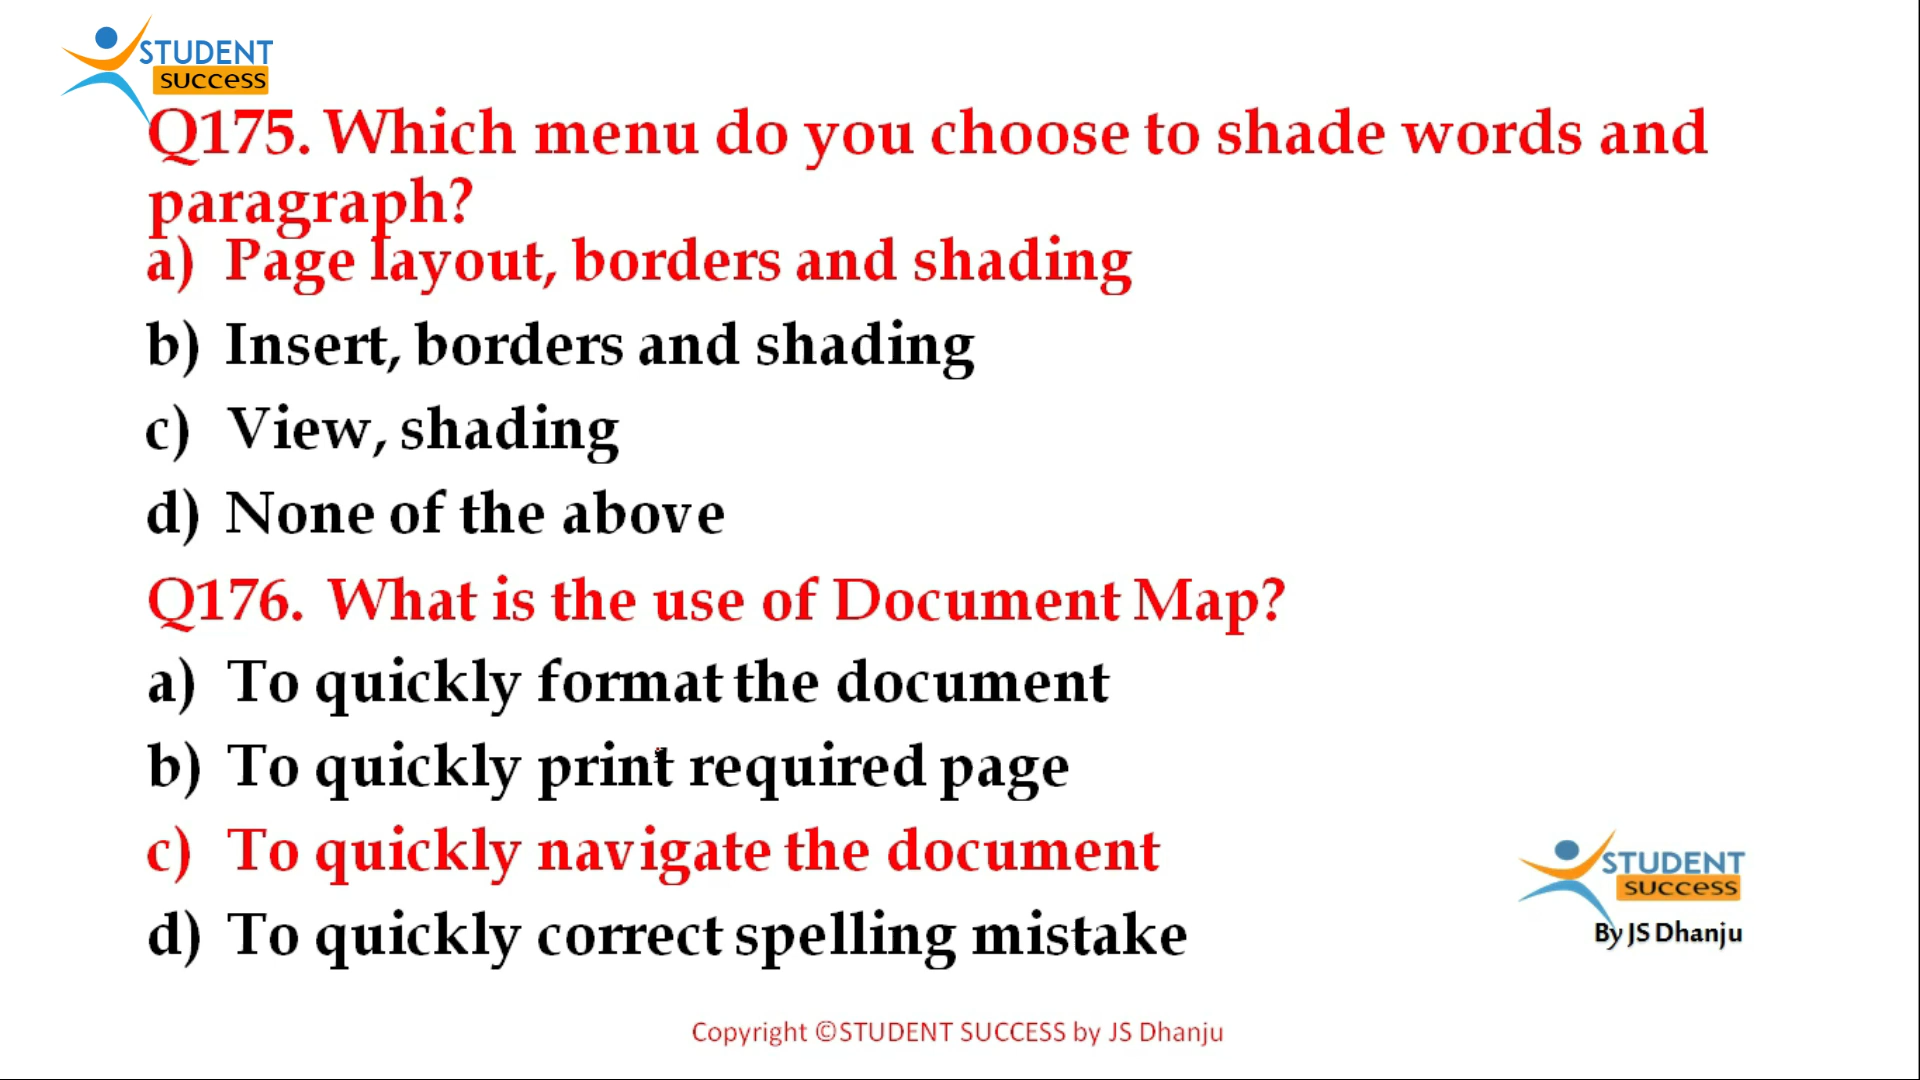 STUDENT
success
Q175. Which menu do you choose to shade words and
paragraph?
a) Page layout, borders and shading
b) Insert, borders and shading
c) View, shading
d) None of the above
Q176. What is the use of Document Map?
a) To quickly format the document
b) To quickly print required page
c) To quickly navigate the document
d) To quickly correct spelling mistake
STUDENT
success
By JS Dhanju
Copyright ©STUDENT SUCCESS by JS Dhanju